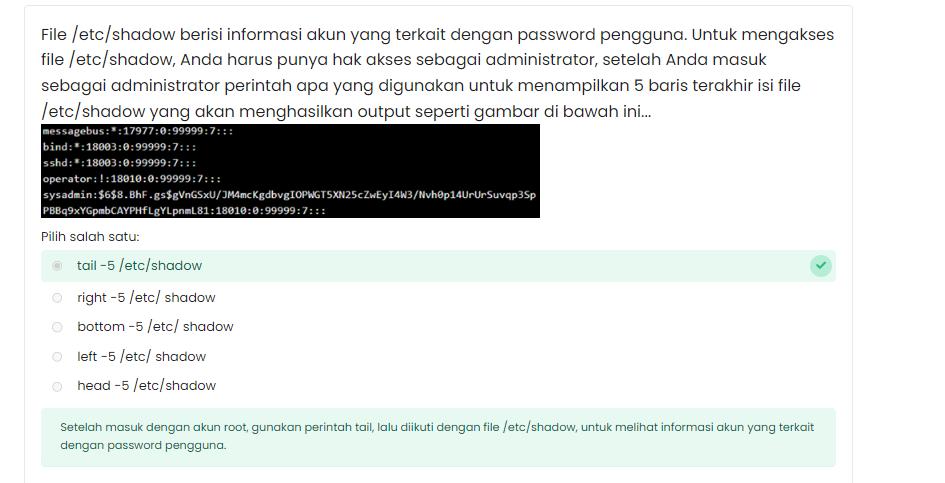 File /etc/shadow berisi informasi akun yang terkait dengan password pengguna. Untuk mengakses
file /etc/shadow, Anda harus punya hak akses sebagai administrator, setelah Anda masuk
sebagai administrator perintah apa yang digunakan untuk menampilkan 5 baris terakhir isi file
/etc/shadow yang akan menghasilkan output seperti gambar di bawah ini...
messagebus:*:17977:0:99999:7:::
bind:*:18003:0:99999:7:::
sshd:*:18003:0:99999:7:::
operator:!:18010:0:99999:7:::
sysadmin:$6$8.BhF.gs$gVnGSxU/JM4mcKgdbvgIOPWGT5XN25cZwEyI4W3/Nvh0p14UrUrSuvqp3Sp
PBBq9xYGpmbCAYPHfLgYLpnmL81:18010:0:99999:7:::
Pilih salah satu:
tail -5 /etc/shadow
right -5 /etc/ shadow
bottom -5 /etc/ shadow
left -5 /etc/ shadow
head -5 /etc/shadow
Setelah masuk dengan akun root, gunakan perintah tail, lalu diikuti dengan file /etc/shadow, untuk melihat informasi akun yang terkait
dengan password pengguna.